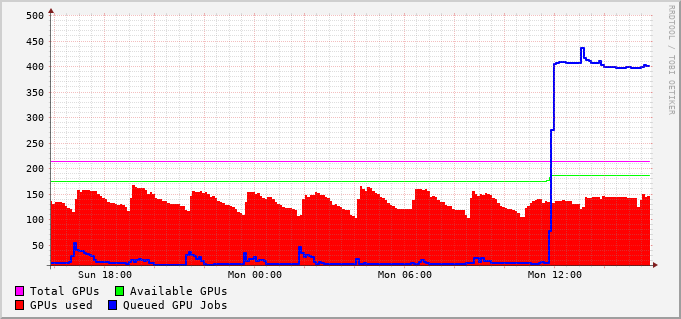 500
450
400
350
300
250
200
150
100
50
Sun 18:00 Mon 00:00 Mon 06:00 Mon 12:00
Total GPUs Available GPUs
GPUs used Queued GPU Jobs
RRDTOOL / TOBI OETIKER